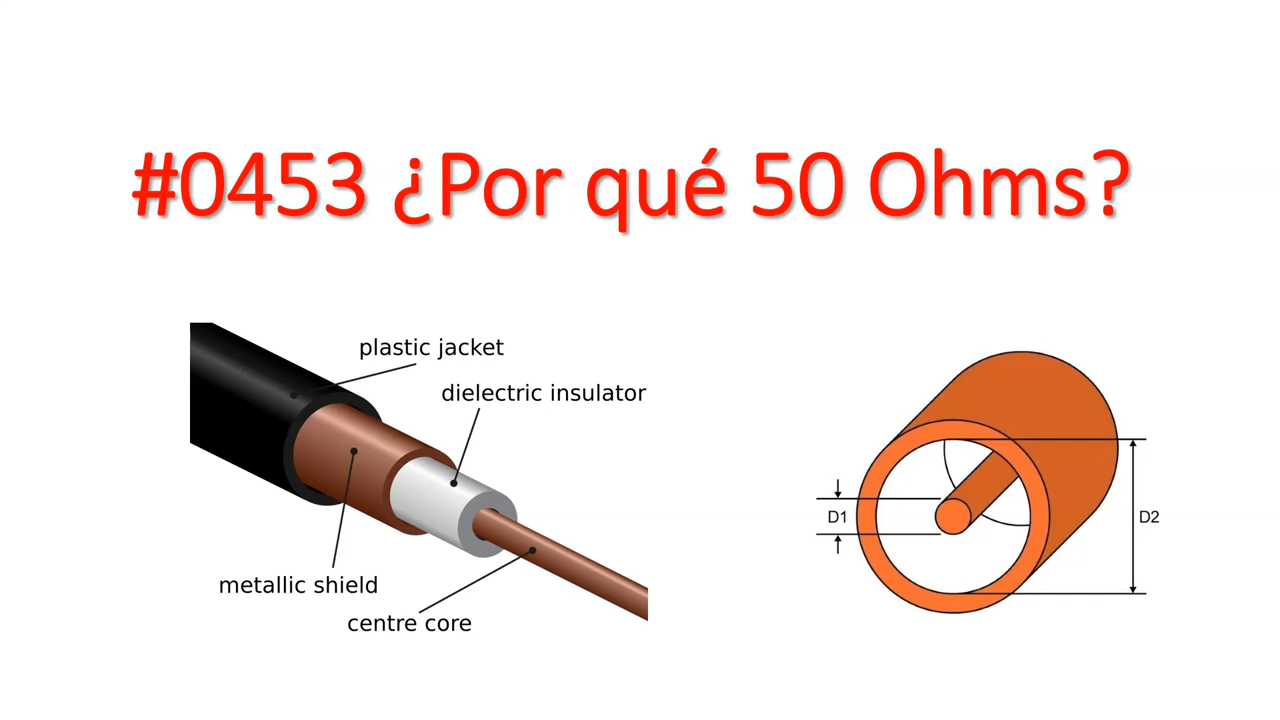 #0453 ¿Por qué 50 Ohms?
plastic jacket
dielectric insulator
metallic shield
centre core
D1
D2